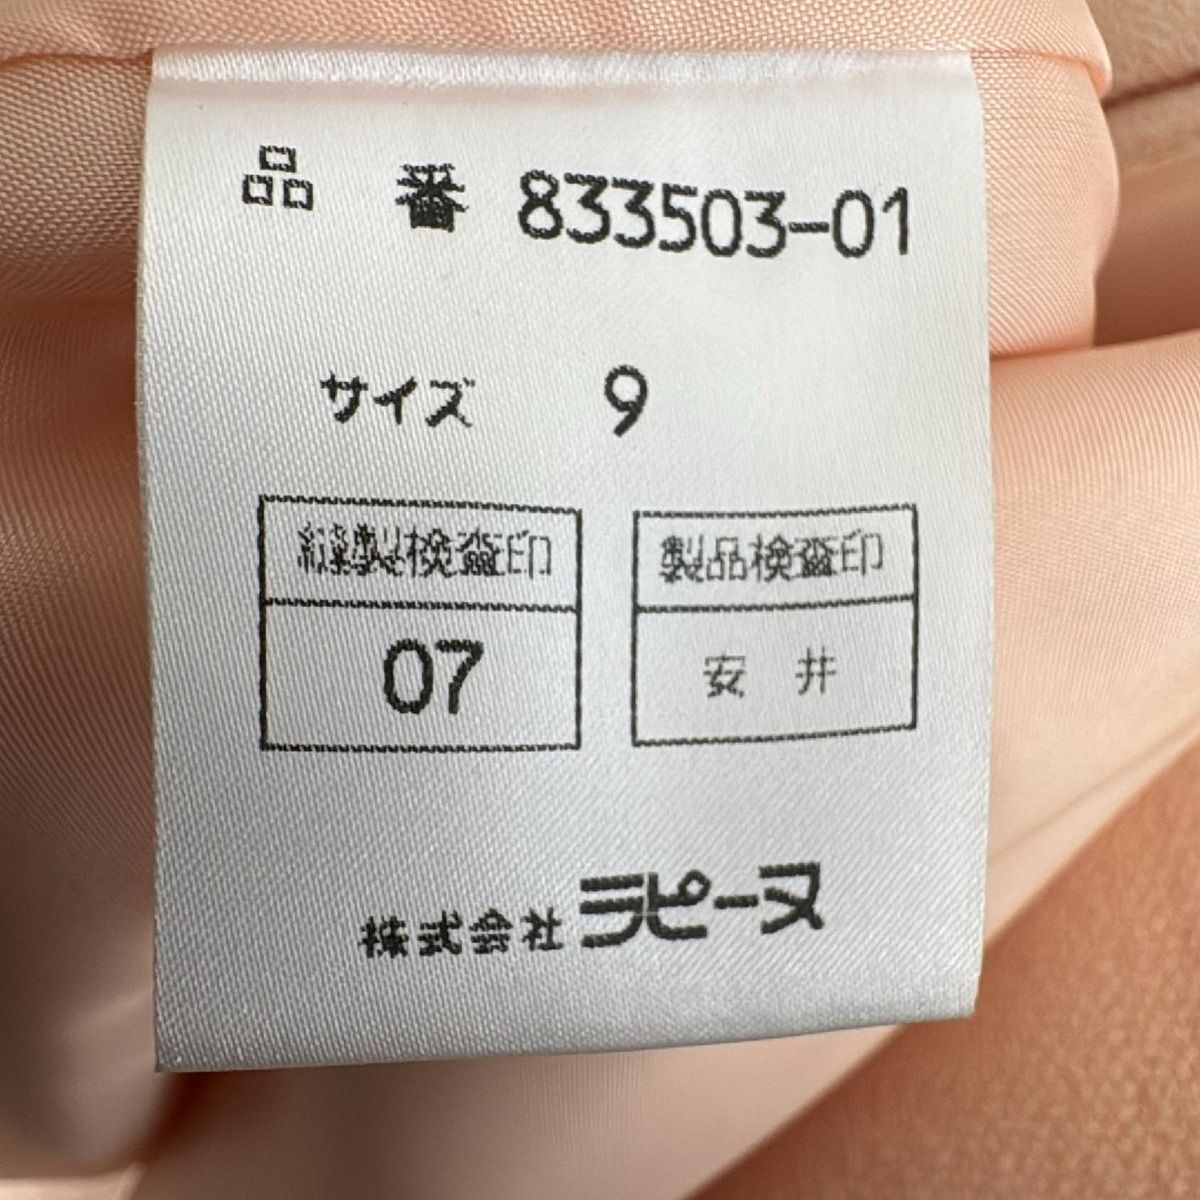 品 番 833503-01
サイズ 9
縫製検査印
07
製品検査印
安 井
株式会社 ラピーヌ